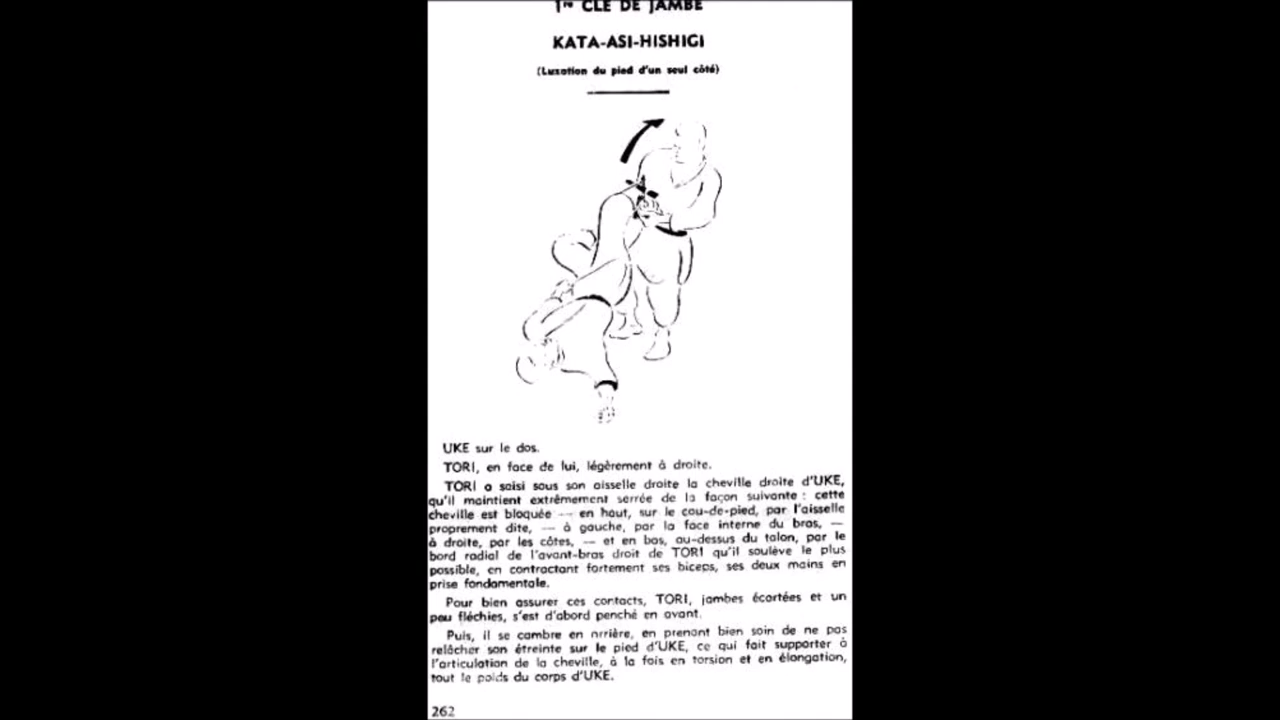 1re CLÉ DE JAMBE
KATA-ASI-HISHIGI
(Luxation du pied d'un seul côté)
UKE sur le dos.
TORI, en face de lui, légèrement à droite.
TORI a saisi sous son aisselle droite la cheville droite d'UKE,
qu'il maintient extrêmement serrée de la façon suivante : cette
cheville est bloquée — en haut, sur le cou-de-pied, par l'aisselle
proprement dite, — à gauche, par la face interne du bras, —
à droite, par les côtes, — et en bas, au-dessus du talon, par le
bord radial de l'avant-bras droit de TORI qu'il soulève le plus
possible, en contractant fortement ses biceps, ses deux mains en
prise fondamentale.
Pour bien assurer ces contacts, TORI, jambes écartées et un
peu fléchies, s'est d'abord penché en avant.
Puis, il se cambre en arrière, en prenant bien soin de ne pas
relâcher son étreinte sur le pied d'UKE, ce qui fait supporter à
l'articulation de la cheville, à la fois en torsion et en élongation,
tout le poids du corps d'UKE.
262